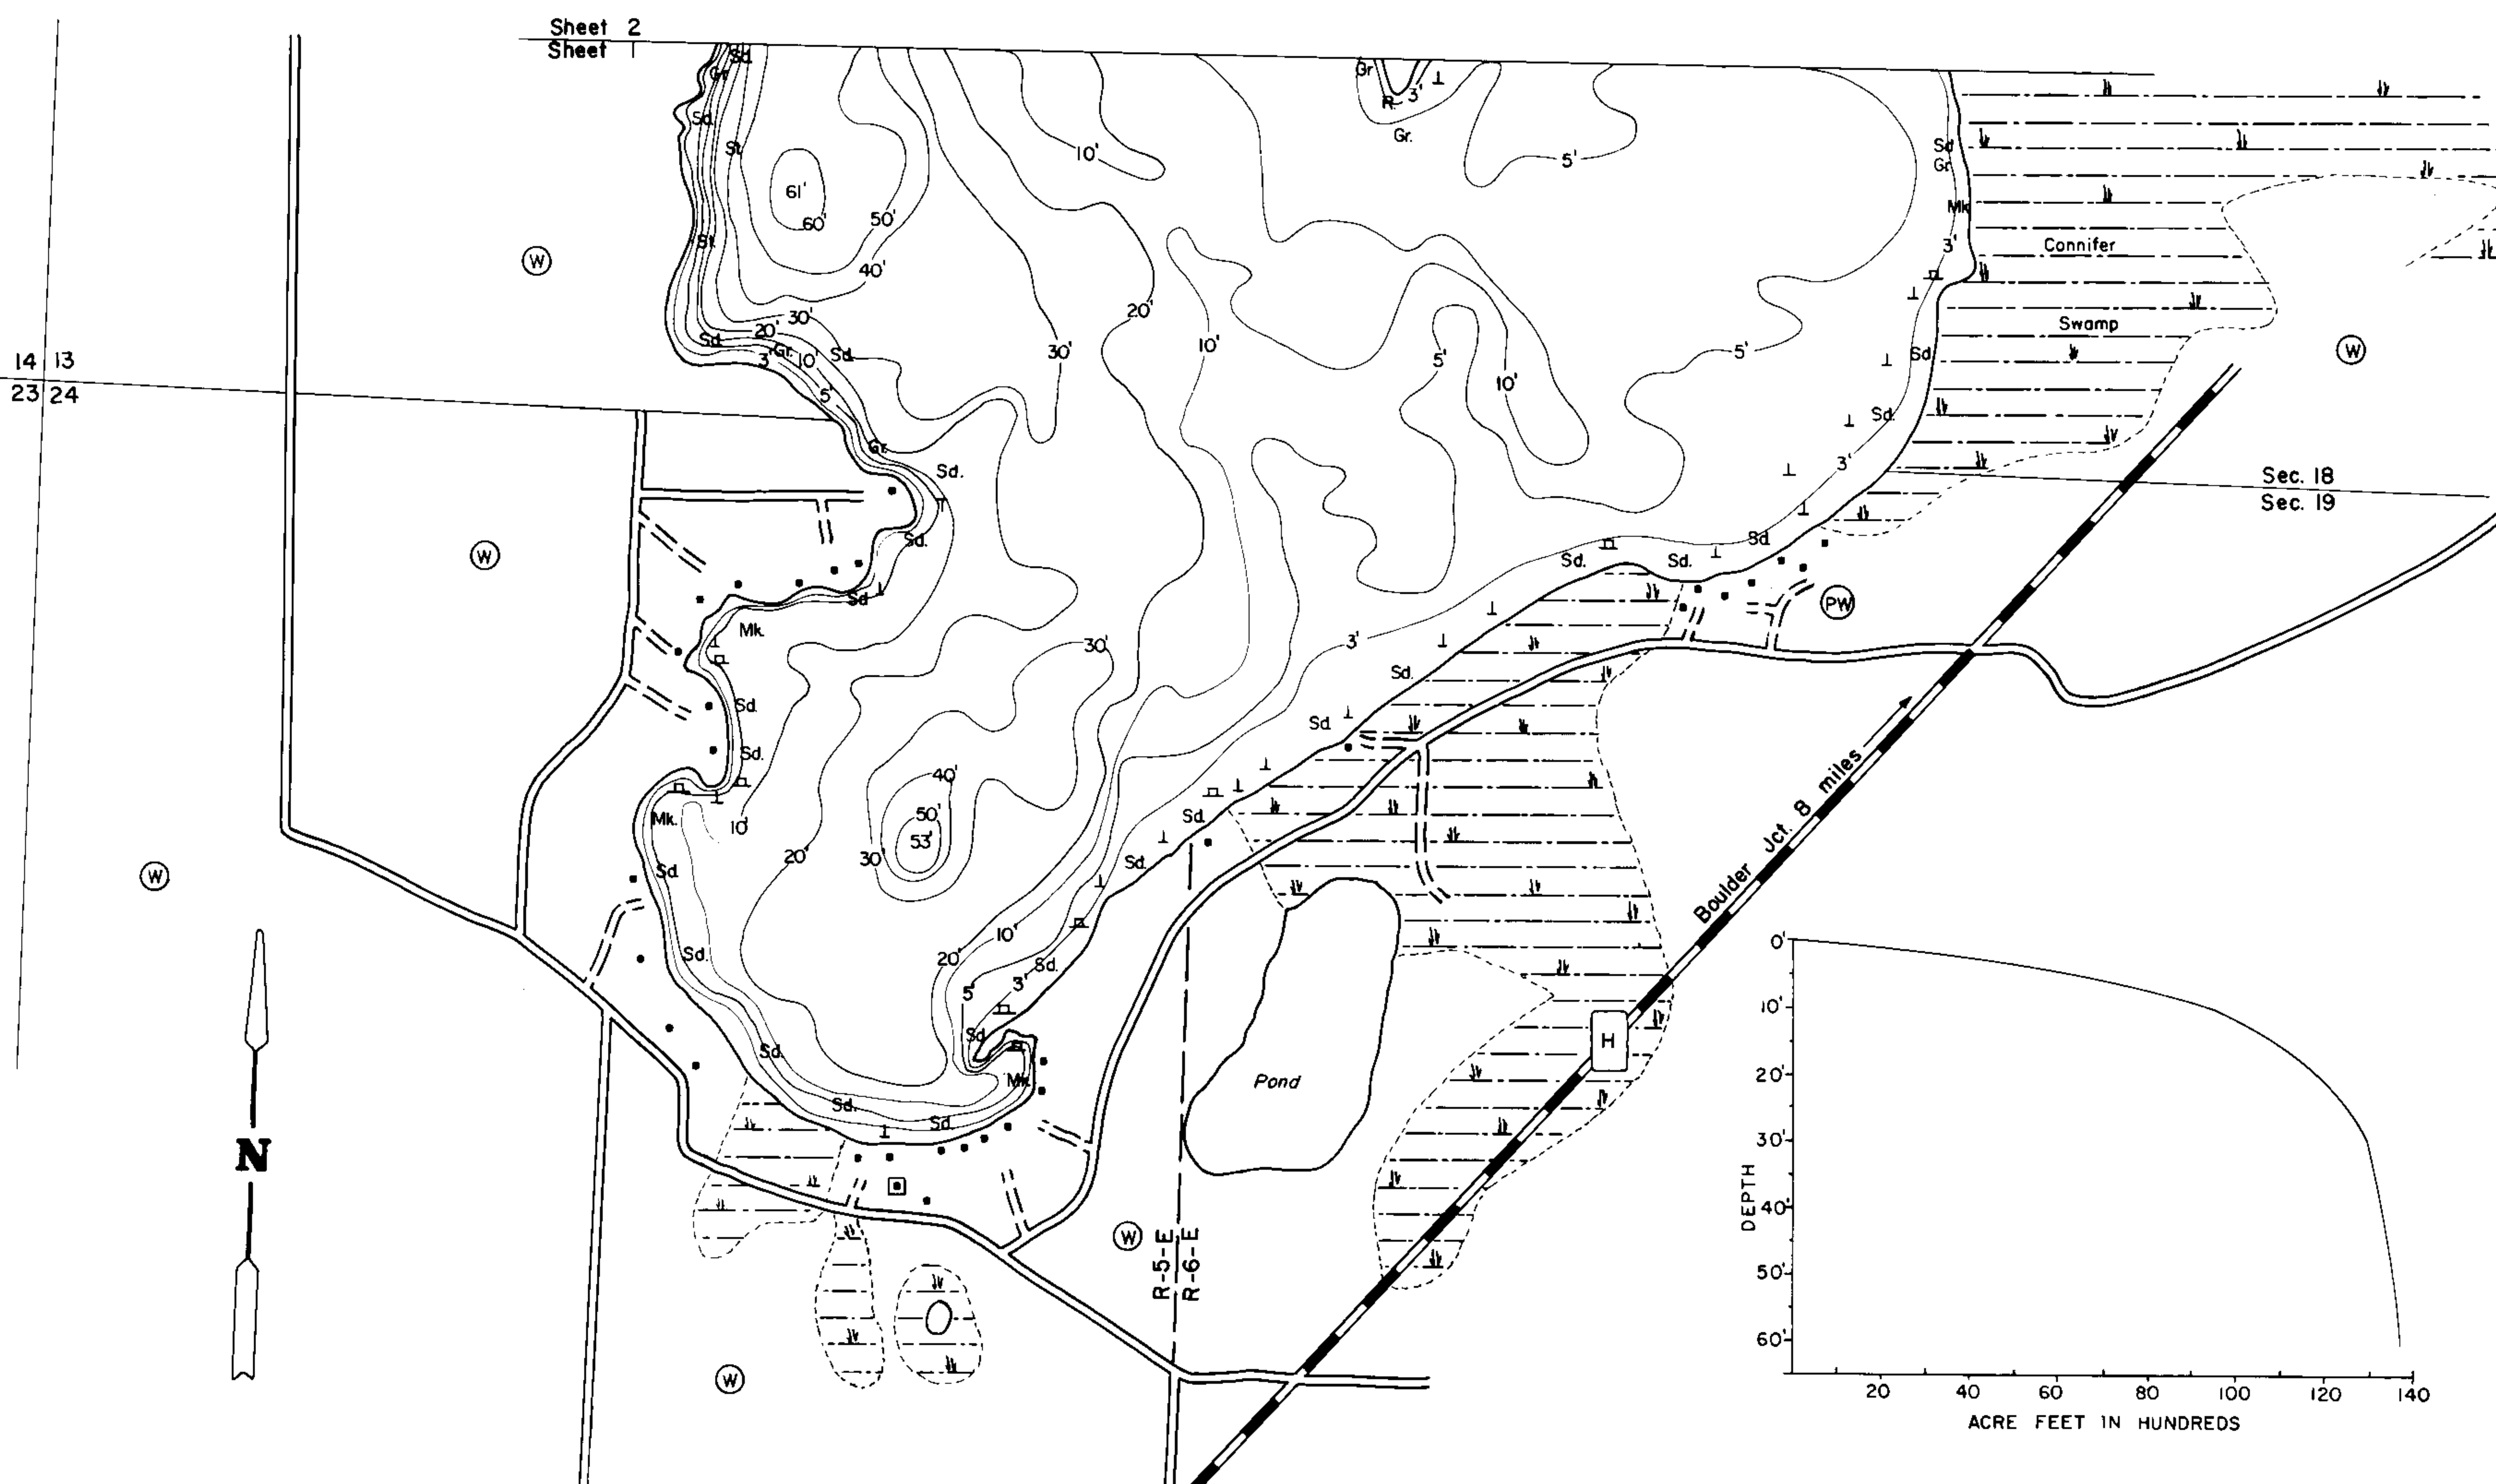 Sheet 2
Sheet
Sd.
Gr.
Gr.
R. 3'
Gr.
Sd.
St.
61'
60'
50'
10'
5'
Sd.
Gr.
Mk.
Connifer
3'
Swamp
St.
W
40'
30'
20'
20'
Sd.
Gr.
3'
10'
Sd.
5'
30'
10'
5'
10'
5'
Sd.
W
14 13
23 24
Sd.
Gr.
Sd.
3'
Sec. 18
Sec. 19
W
Sd.
Sd.
Sd.
Sd.
Sd.
PW
Mk.
30'
3'
Sd.
Sd.
Sd.
Sd.
40'
50'
53'
30'
20'
10'
Mk.
Sd.
Sd.
Sd.
W
Boulder Jct. 8 miles
10'
20'
Sd.
3'
5'
Sd.
Sd.
Sd.
Mk.
Sd.
Sd.
Pond
H
N
W
R-5-E
R-6-E
W
0'
10'
20'
30'
40'
50'
60'
DEPTH
20 40 60 80 100 120 140
ACRE FEET IN HUNDREDS